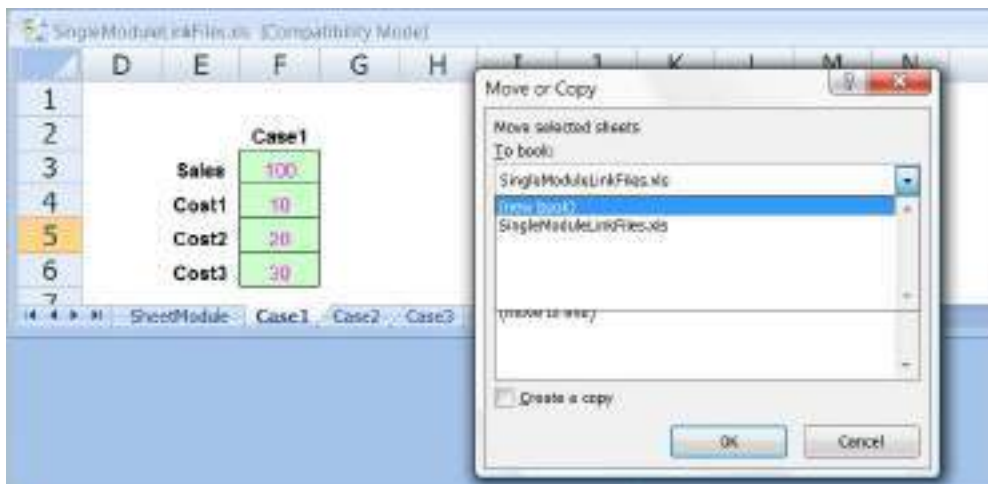 SingleModuleLinkFiles.xls [Compatibility Mode]
D E F G H I J K L M N
1
2 Case1
3 Sales 100
4 Cost1 10
5 Cost2 20
6 Cost3 30
7
SheetModule Case1 Case2 Case3
Move or Copy
Move selected sheets
To book:
SingleModuleLinkFiles.xls
(new book)
SingleModuleLinkFiles.xls
(move to end)
Create a copy
OK Cancel